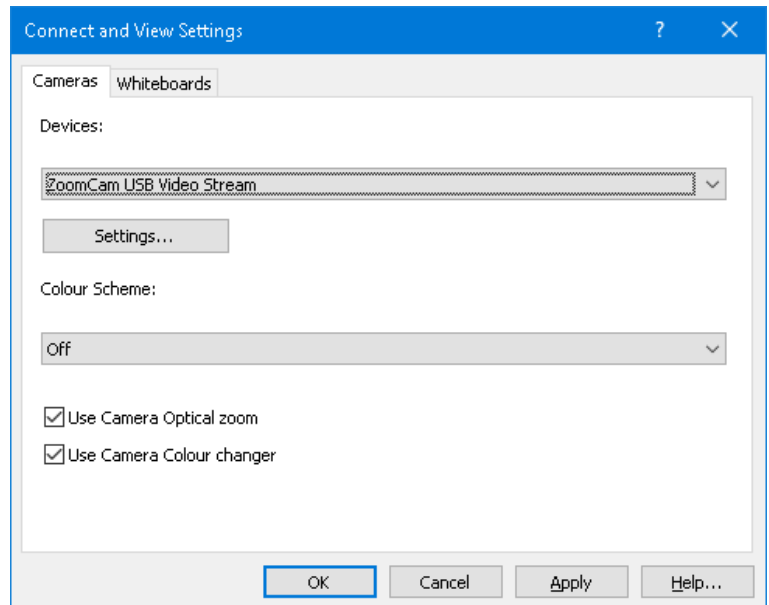 Connect and View Settings
Cameras Whiteboards
Devices:
ZoomCam USB Video Stream
Settings...
Colour Scheme:
Off
Use Camera Optical zoom
Use Camera Colour changer
OK Cancel Apply Help...